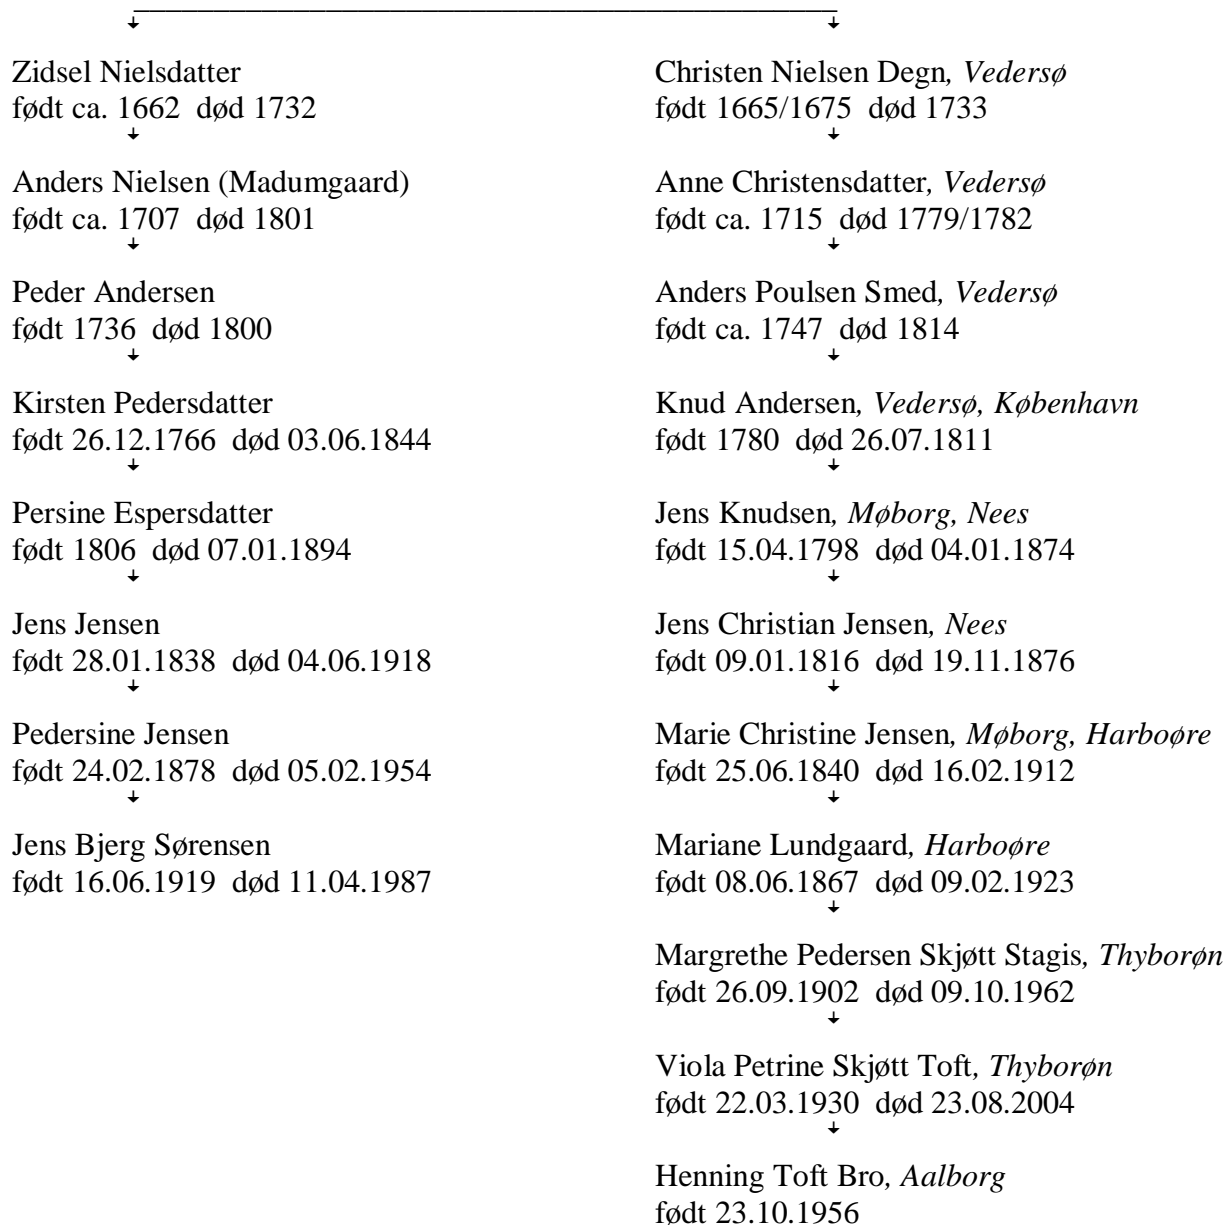 Zidsel Nielsdatter
født ca. 1662 død 1732
Anders Nielsen (Madumgaard)
født ca. 1707 død 1801
Peder Andersen
født 1736 død 1800
Kirsten Pedersdatter
født 26.12.1766 død 03.06.1844
Persine Espersdatter
født 1806 død 07.01.1894
Jens Jensen
født 28.01.1838 død 04.06.1918
Pedersine Jensen
født 24.02.1878 død 05.02.1954
Jens Bjerg Sørensen
født 16.06.1919 død 11.04.1987
Christen Nielsen Degn, Vedersø
født 1665/1675 død 1733
Anne Christensdatter, Vedersø
født ca. 1715 død 1779/1782
Anders Poulsen Smed, Vedersø
født ca. 1747 død 1814
Knud Andersen, Vedersø, København
født 1780 død 26.07.1811
Jens Knudsen, Møborg, Nees
født 15.04.1798 død 04.01.1874
Jens Christian Jensen, Nees
født 09.01.1816 død 19.11.1876
Marie Christine Jensen, Møborg, Harboøre
født 25.06.1840 død 16.02.1912
Mariane Lundgaard, Harboøre
født 08.06.1867 død 09.02.1923
Margrethe Pedersen Skjøtt Stagis, Thyborøn
født 26.09.1902 død 09.10.1962
Viola Petrine Skjøtt Toft, Thyborøn
født 22.03.1930 død 23.08.2004
Henning Toft Bro, Aalborg
født 23.10.1956